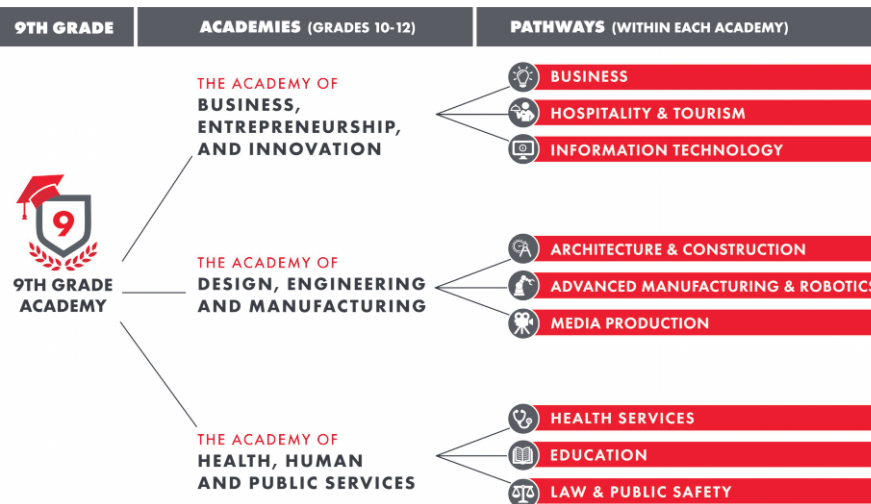 9TH GRADE
ACADEMIES (GRADES 10-12)
PATHWAYS (WITHIN EACH ACADEMY)
9
9TH GRADE
ACADEMY
THE ACADEMY OF
BUSINESS,
ENTREPRENEURSHIP,
AND INNOVATION
BUSINESS
HOSPITALITY & TOURISM
INFORMATION TECHNOLOGY
THE ACADEMY OF
DESIGN, ENGINEERING
AND MANUFACTURING
ARCHITECTURE & CONSTRUCTION
ADVANCED MANUFACTURING & ROBOTICS
MEDIA PRODUCTION
THE ACADEMY OF
HEALTH, HUMAN
AND PUBLIC SERVICES
HEALTH SERVICES
EDUCATION
LAW & PUBLIC SAFETY